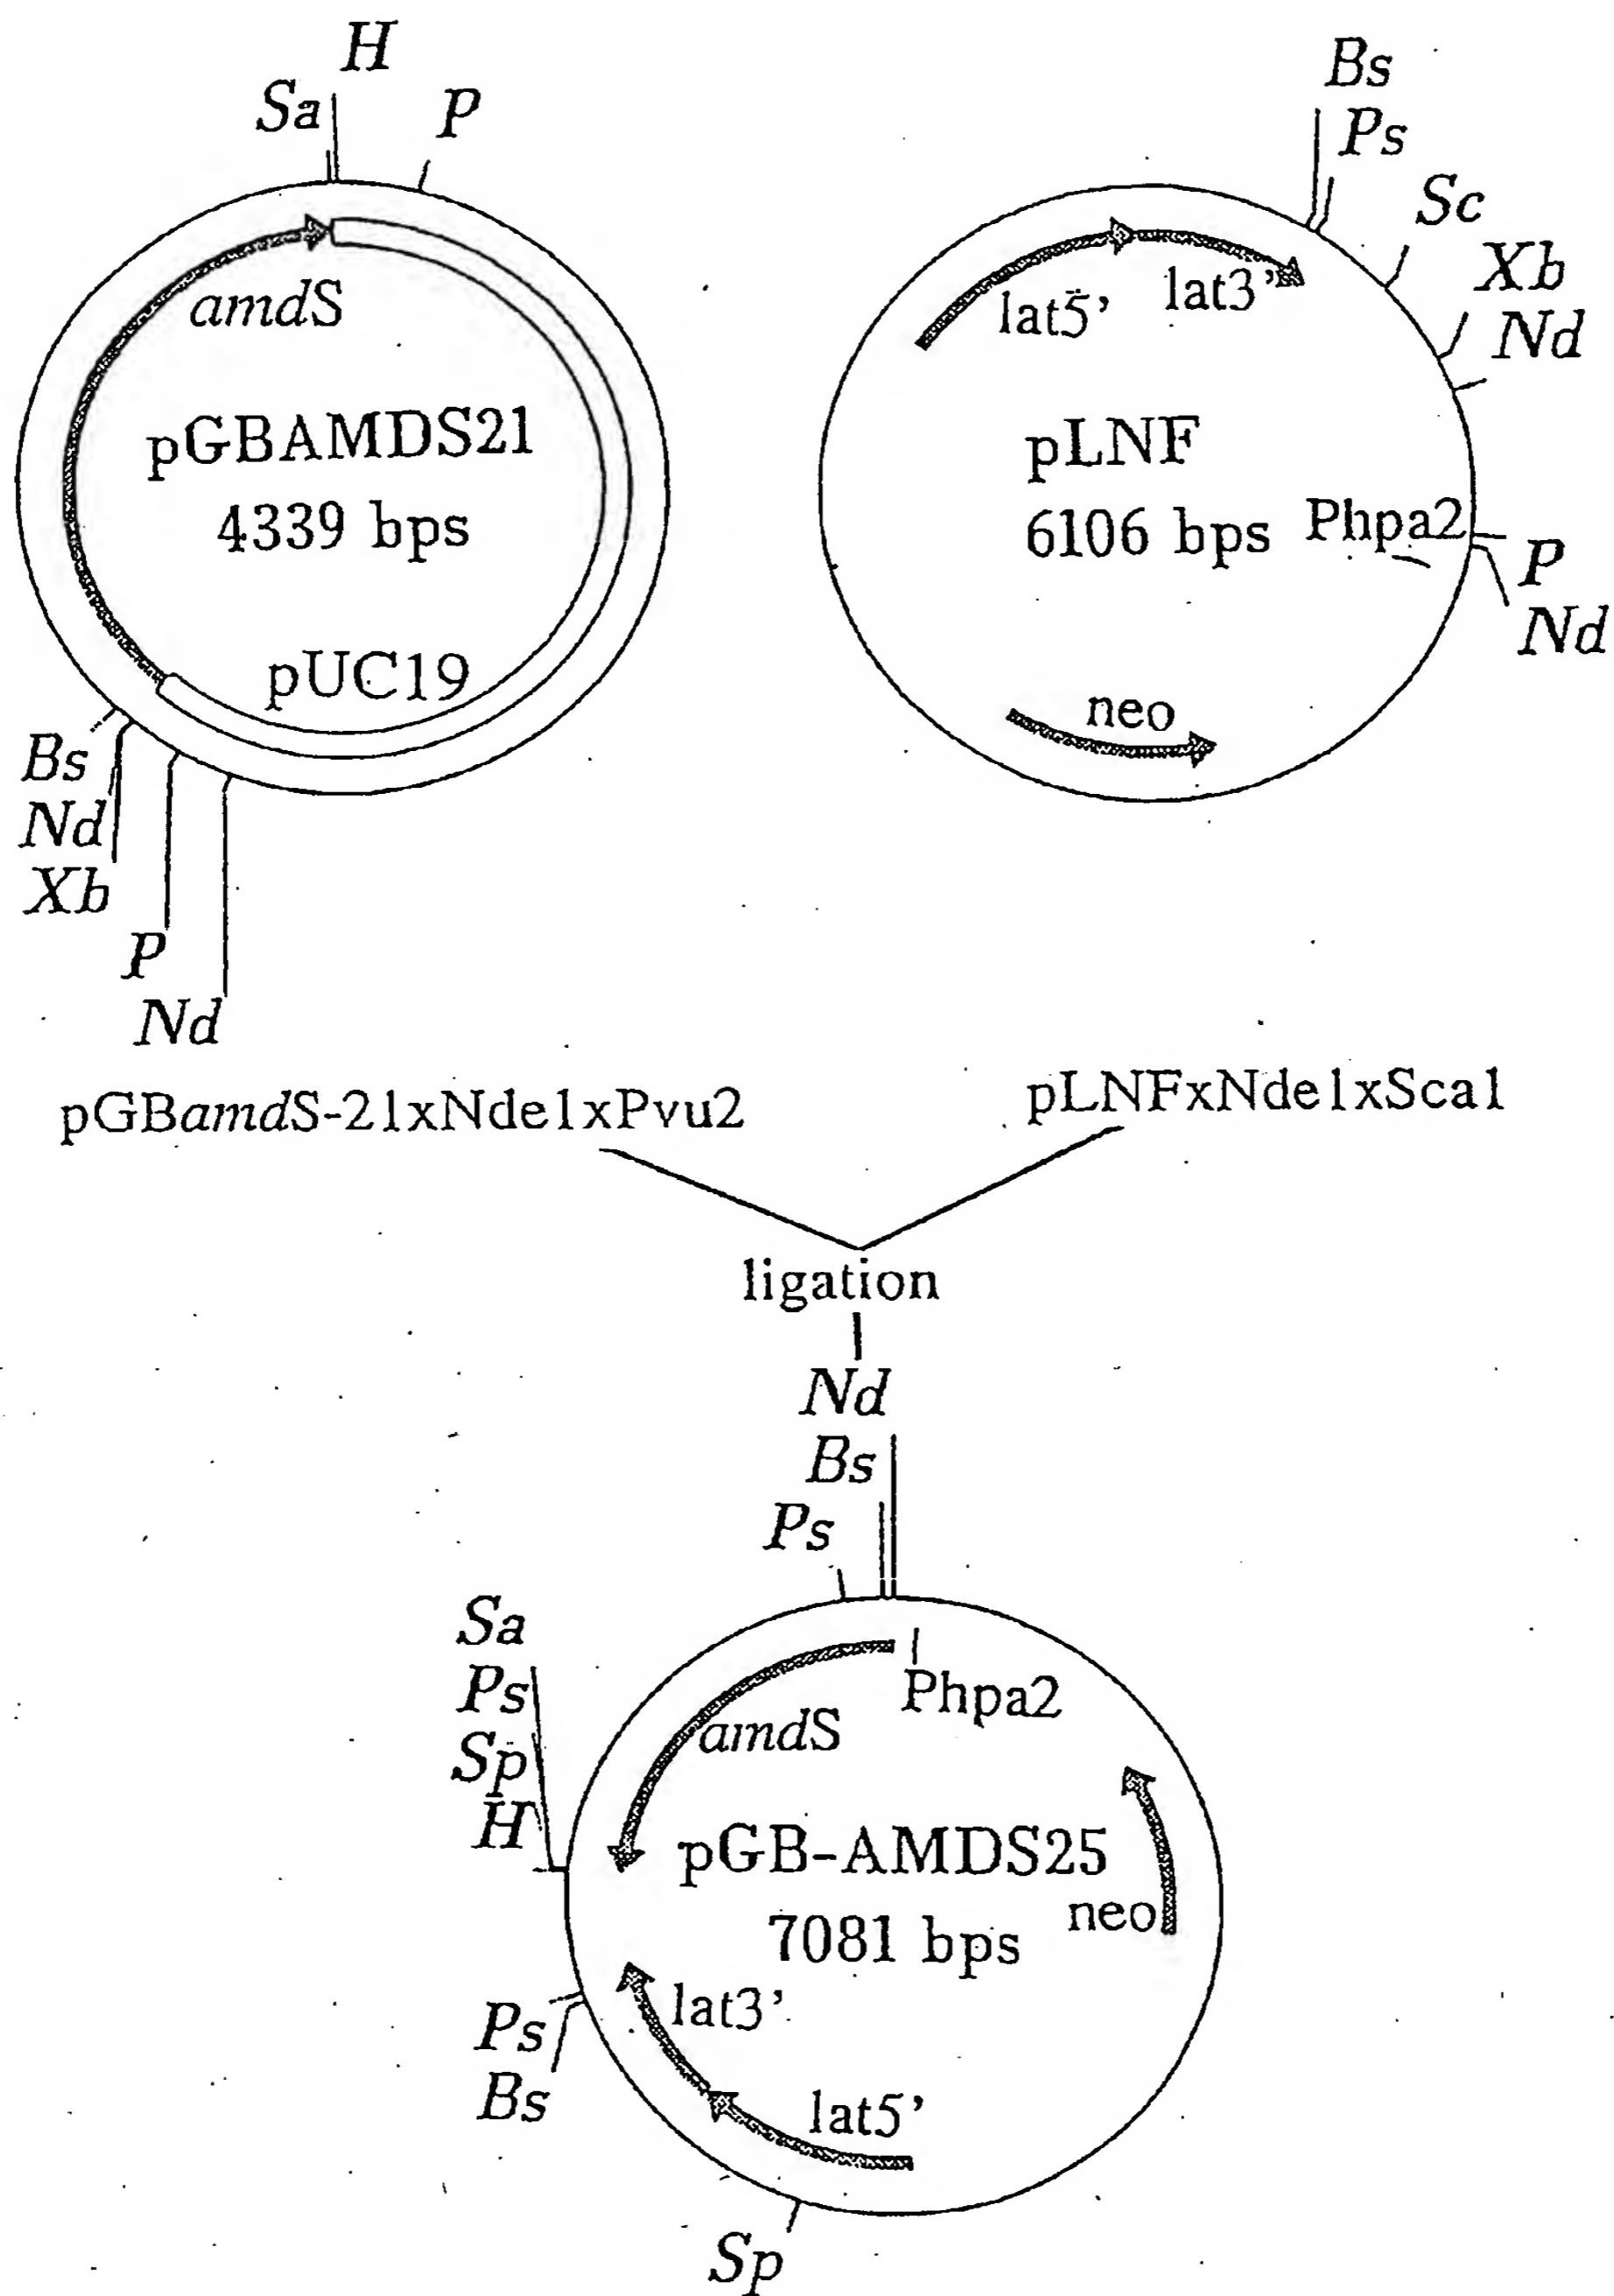 H
Sa
P
amdS
pGBAMDS21
4339 bps
pUC19
Bs
Nd
Xb
P
Nd
Bs
Ps
Sc
Xb
Nd
lat5'
lat3'
pLNF
6106 bps
Phpa2
P
Nd
neo
pGBamdS-21xNde1xPvu2
pLNFxNde1xSca1
ligation
Nd
Bs
Ps
Sa
Ps
Sp
H
Phpa2
amdS
pGB-AMDS25
7081 bps
neo
lat3'
Ps
Bs
lat5'
Sp